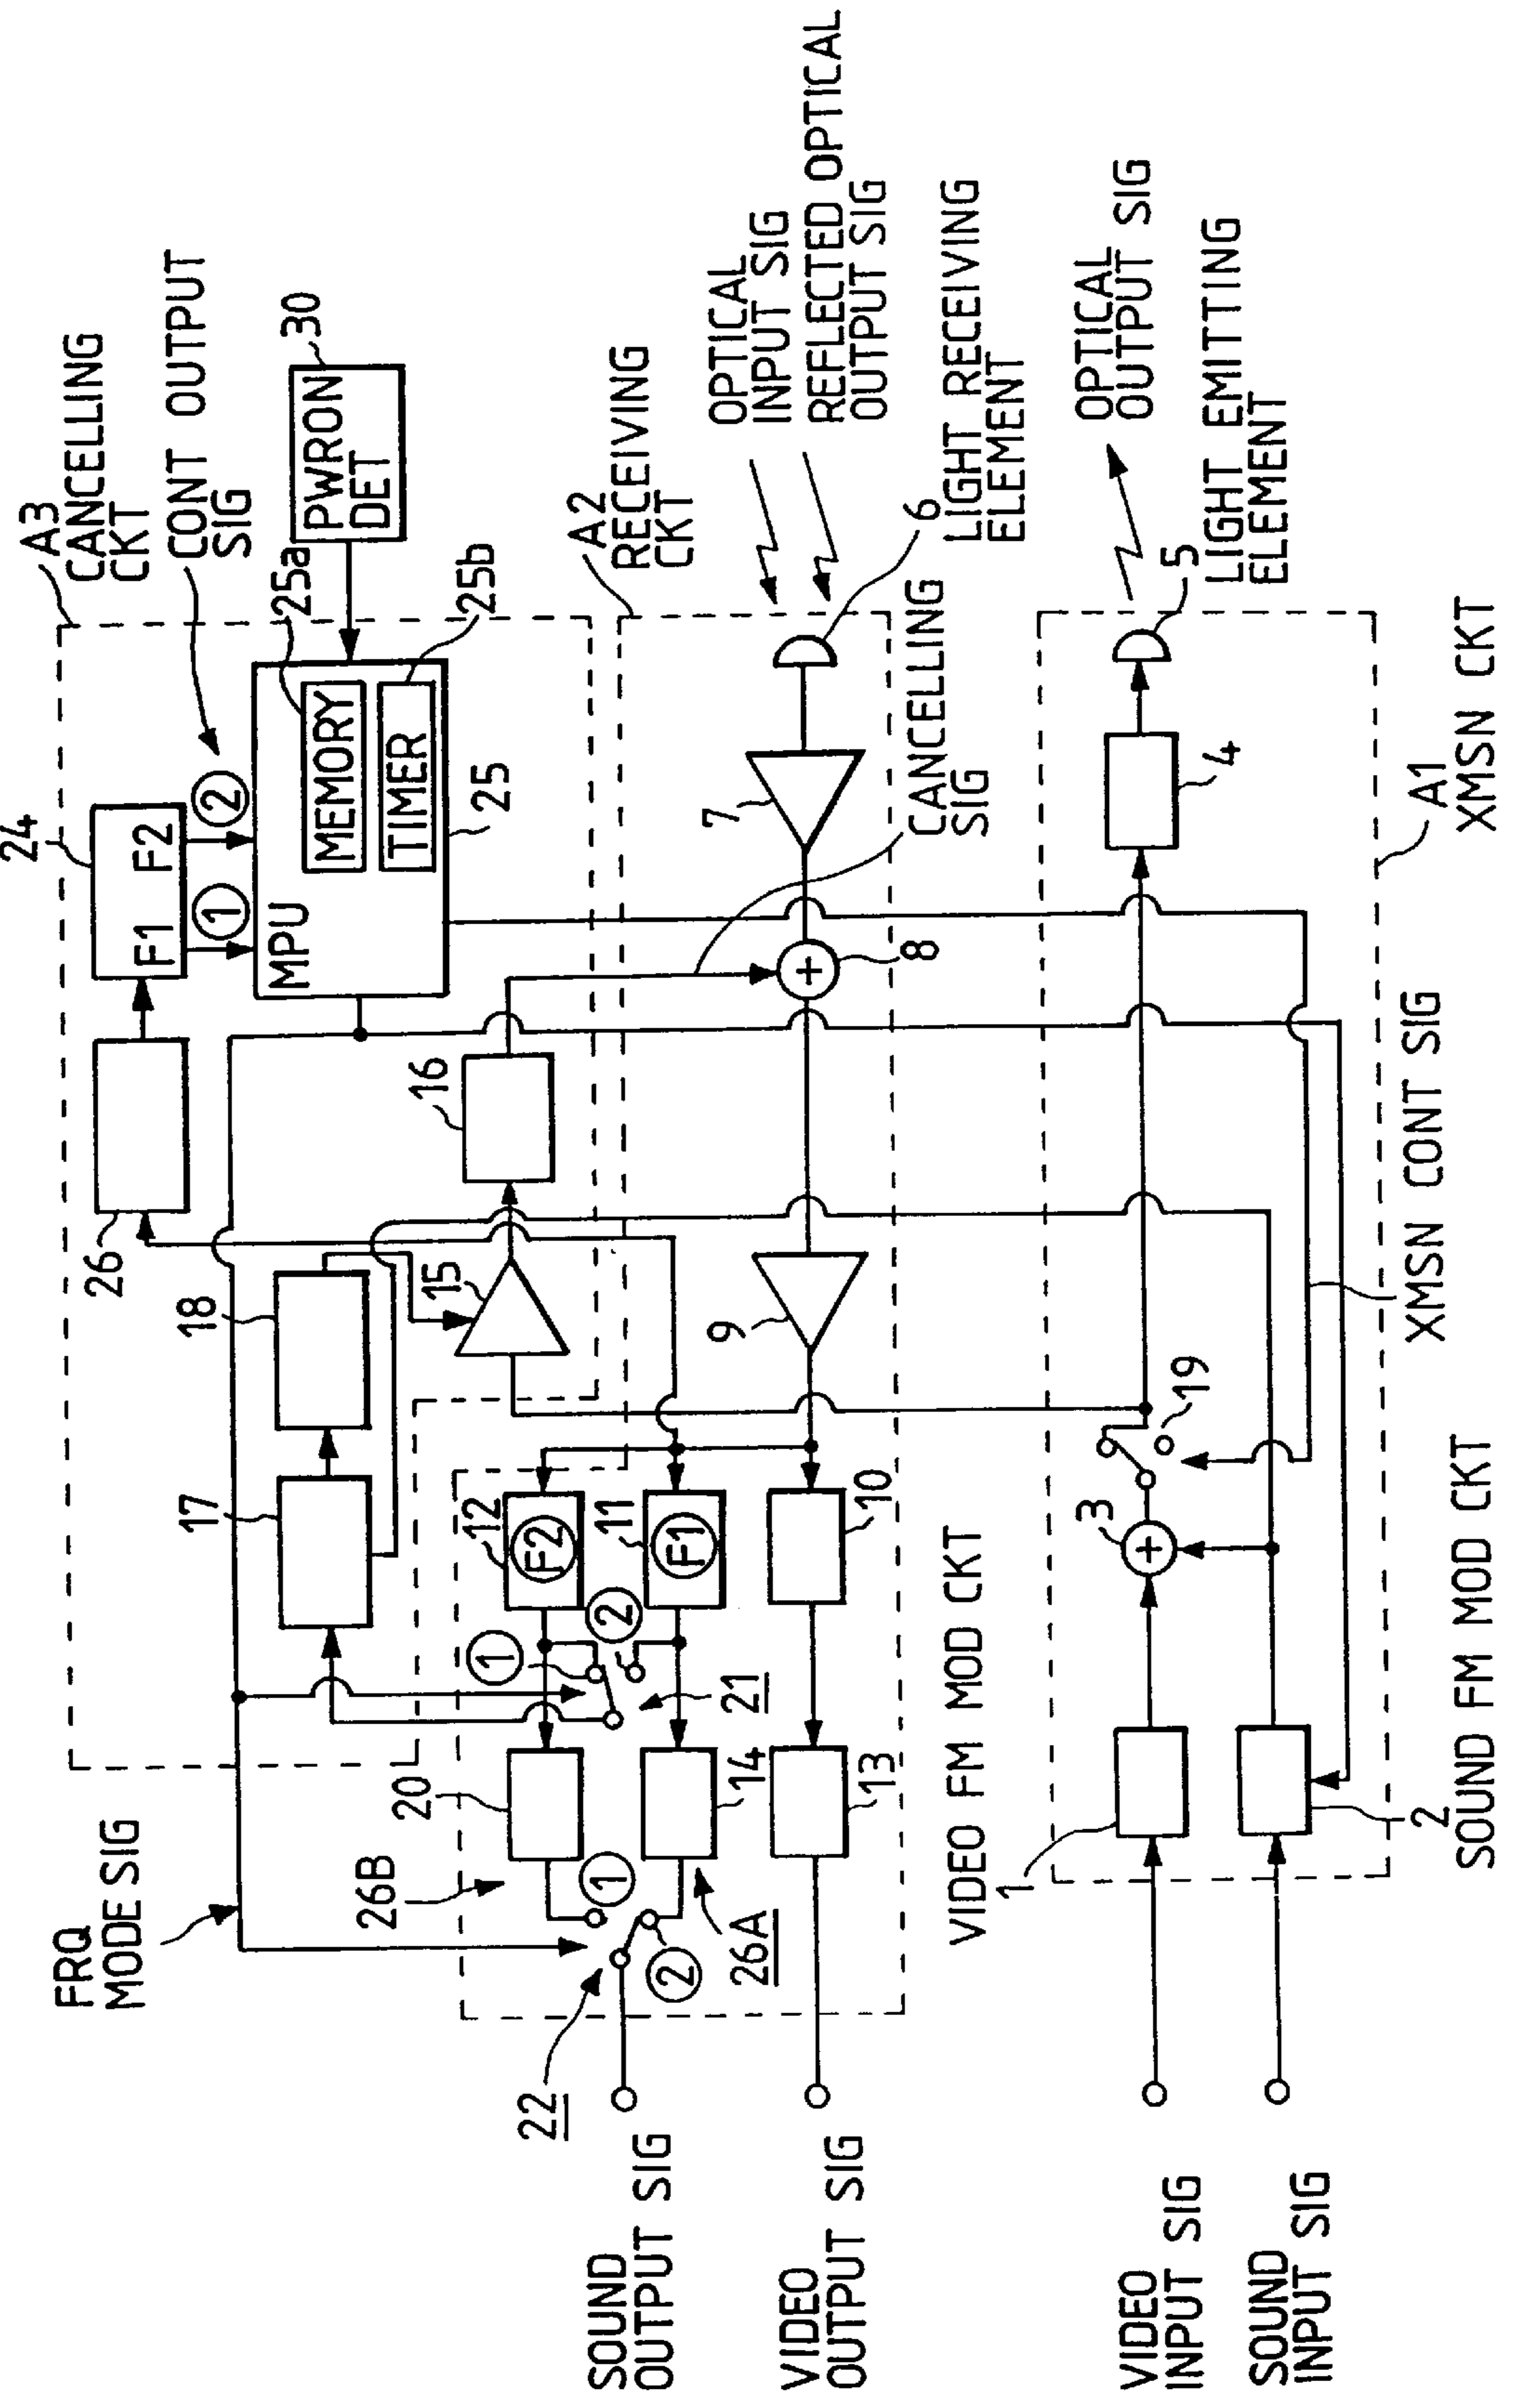 A3
CANCELLING
CKT
CONT OUTPUT
SIG
30
PWRON
DET
24
F1 F2
①
②
MPU
MEMORY
TIMER
25a
25b
25
26
18
17
16
15
FRQ
MODE SIG
A2
RECEIVING
CKT
OPTICAL
INPUT SIG
REFLECTED OPTICAL
OUTPUT SIG
6
LIGHT RECEIVING
ELEMENT
7
8
CANCELLING
SIG
9
12
F2
11
F1
10
①
②
21
20
14
13
26B
26A
①
②
22
SOUND
OUTPUT SIG
VIDEO
OUTPUT SIG
VIDEO FM MOD CKT
OPTICAL
OUTPUT SIG
5
LIGHT EMITTING
ELEMENT
4
A1
XMSN CKT
XMSN CONT SIG
19
3
1
2
SOUND FM MOD CKT
VIDEO
INPUT SIG
SOUND
INPUT SIG